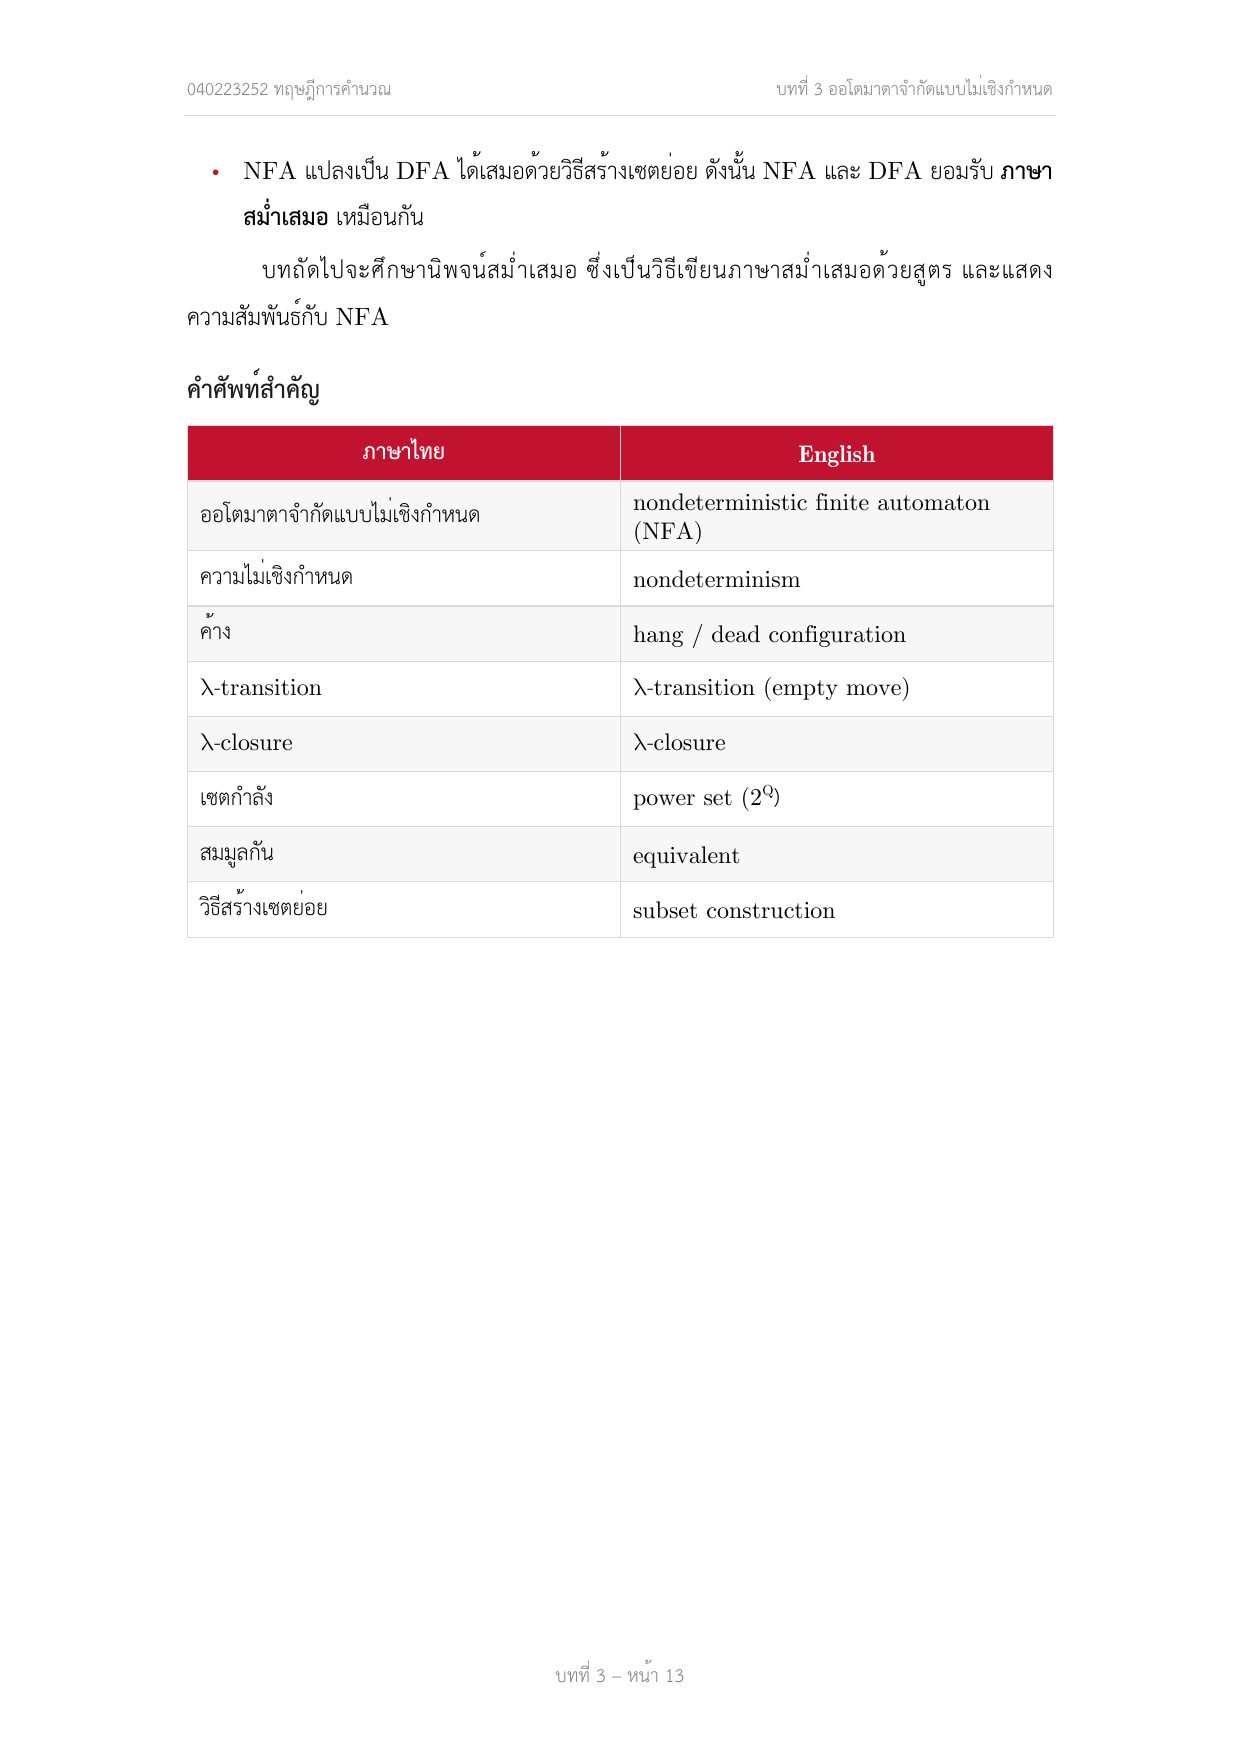 040223252 ทฤษฎีการคำนวณ
บทที่ 3 ออโตมาตาจำกัดแบบไม่เชิงกำหนด
• NFA แปลงเป็น DFA ได้เสมอด้วยวิธีสร้างเซตย่อย ดังนั้น NFA และ DFA ยอมรับ ภาษา
สม่ำเสมอ เหมือนกัน
บทถัดไปจะศึกษานิพจน์สม่ำเสมอ ซึ่งเป็นวิธีเขียนภาษาสม่ำเสมอด้วยสูตร และแสดง
ความสัมพันธ์กับ NFA
คำศัพท์สำคัญ
ภาษาไทย English
ออโตมาตาจำกัดแบบไม่เชิงกำหนด nondeterministic finite automaton
(NFA)
ความไม่เชิงกำหนด nondeterminism
ค้าง hang / dead configuration
λ-transition λ-transition (empty move)
λ-closure λ-closure
เซตกำลัง power set (2^Q)
สมมูลกัน equivalent
วิธีสร้างเซตย่อย subset construction
บทที่ 3 – หน้า 13